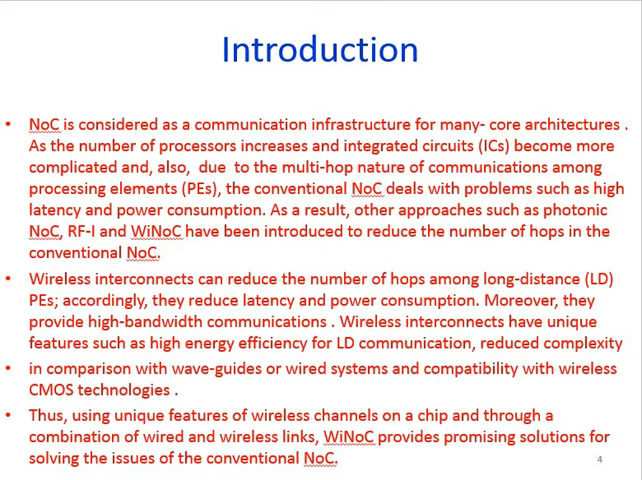 Introduction
• NoC is considered as a communication infrastructure for many- core architectures .
As the number of processors increases and integrated circuits (ICs) become more
complicated and, also, due to the multi-hop nature of communications among
processing elements (PEs), the conventional NoC deals with problems such as high
latency and power consumption. As a result, other approaches such as photonic
NoC, RF-I and WiNoC have been introduced to reduce the number of hops in the
conventional NoC.
• Wireless interconnects can reduce the number of hops among long-distance (LD)
PEs; accordingly, they reduce latency and power consumption. Moreover, they
provide high-bandwidth communications . Wireless interconnects have unique
features such as high energy efficiency for LD communication, reduced complexity
• in comparison with wave-guides or wired systems and compatibility with wireless
CMOS technologies .
• Thus, using unique features of wireless channels on a chip and through a
combination of wired and wireless links, WiNoC provides promising solutions for
solving the issues of the conventional NoC.
4